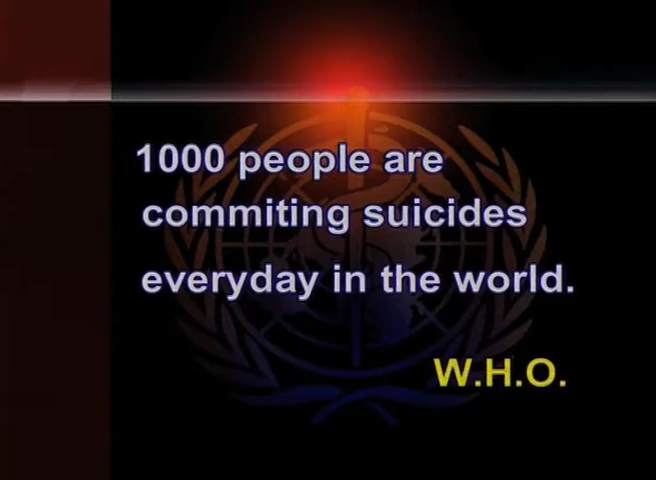 1000 people are
commiting suicides
everyday in the world.
W.H.O.